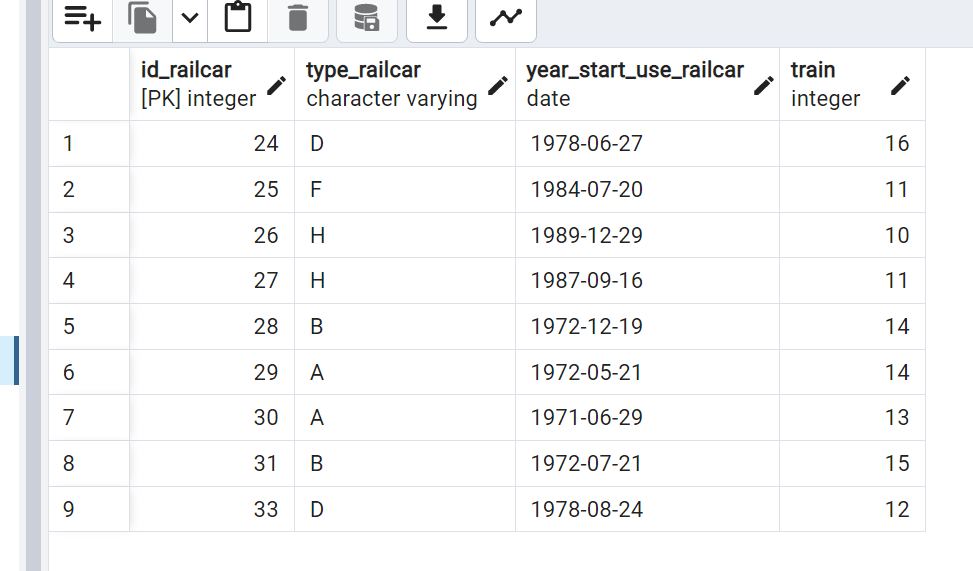 id_railcar type_railcar year_start_use_railcar train
[PK] integer character varying date integer
1 24 D 1978-06-27 16
2 25 F 1984-07-20 11
3 26 H 1989-12-29 10
4 27 H 1987-09-16 11
5 28 B 1972-12-19 14
6 29 A 1972-05-21 14
7 30 A 1971-06-29 13
8 31 B 1972-07-21 15
9 33 D 1978-08-24 12